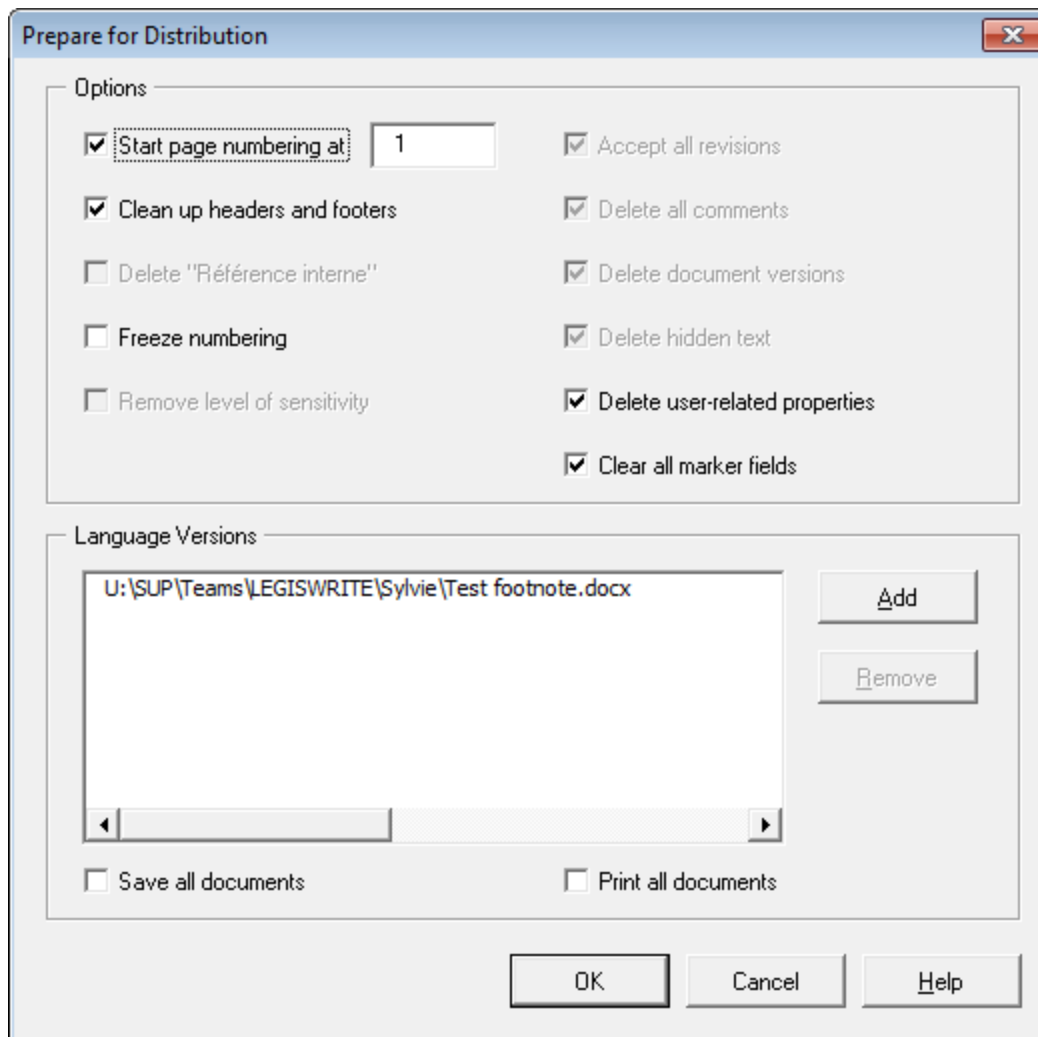 Prepare for Distribution
Options
Start page numbering at 1
Accept all revisions
Clean up headers and footers
Delete all comments
Delete "Référence interne"
Delete document versions
Freeze numbering
Delete hidden text
Remove level of sensitivity
Delete user-related properties
Clear all marker fields
Language Versions
U:\SUP\Teams\LEGISWRITE\Sylvie\Test footnote.docx
Add
Remove
Save all documents
Print all documents
OK
Cancel
Help